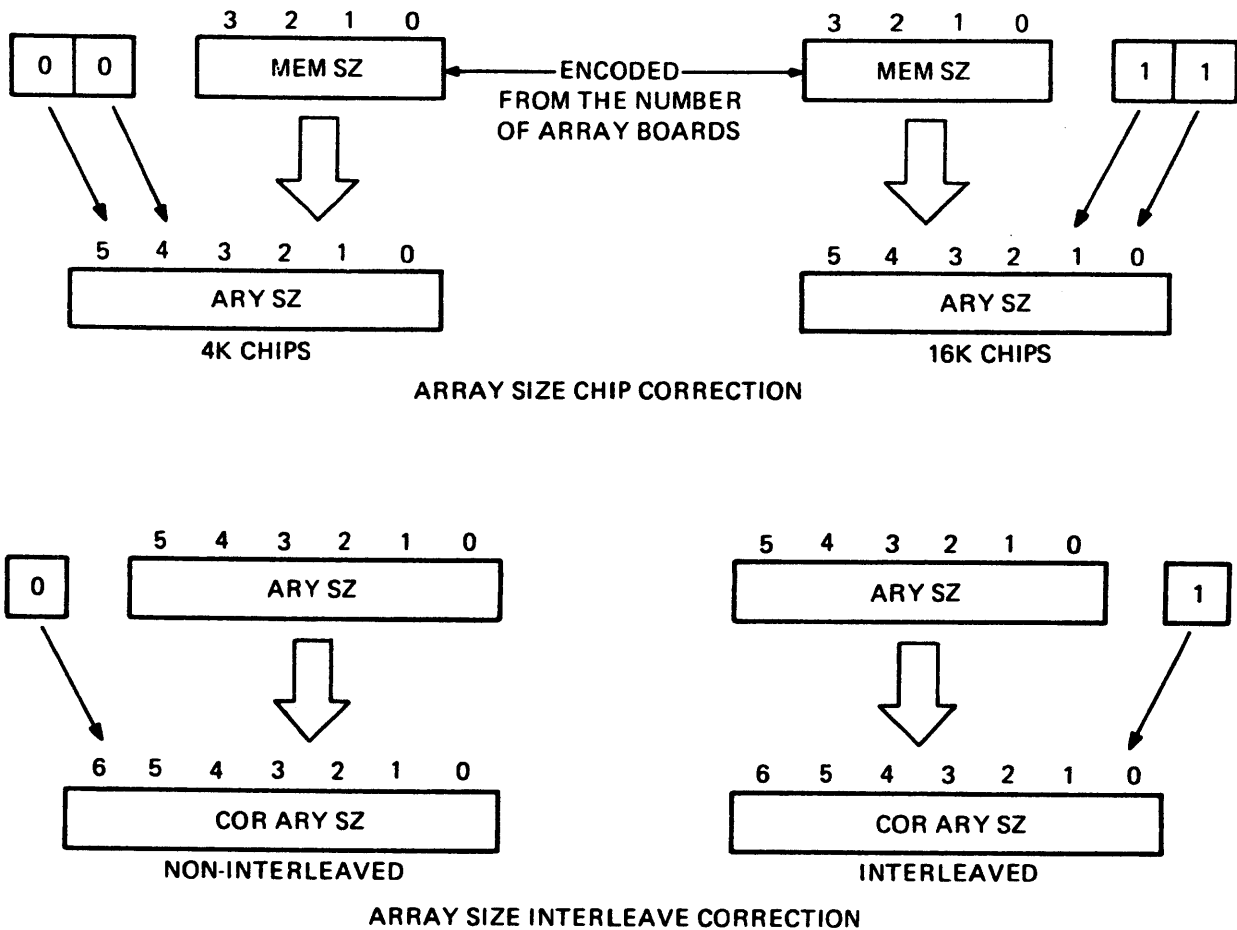 3 2 1 0
0 0
MEM SZ
ENCODED
FROM THE NUMBER
OF ARRAY BOARDS
3 2 1 0
MEM SZ
1 1
5 4 3 2 1 0
ARY SZ
4K CHIPS
5 4 3 2 1 0
ARY SZ
16K CHIPS
ARRAY SIZE CHIP CORRECTION
5 4 3 2 1 0
0
ARY SZ
5 4 3 2 1 0
ARY SZ
1
6 5 4 3 2 1 0
COR ARY SZ
NON-INTERLEAVED
6 5 4 3 2 1 0
COR ARY SZ
INTERLEAVED
ARRAY SIZE INTERLEAVE CORRECTION